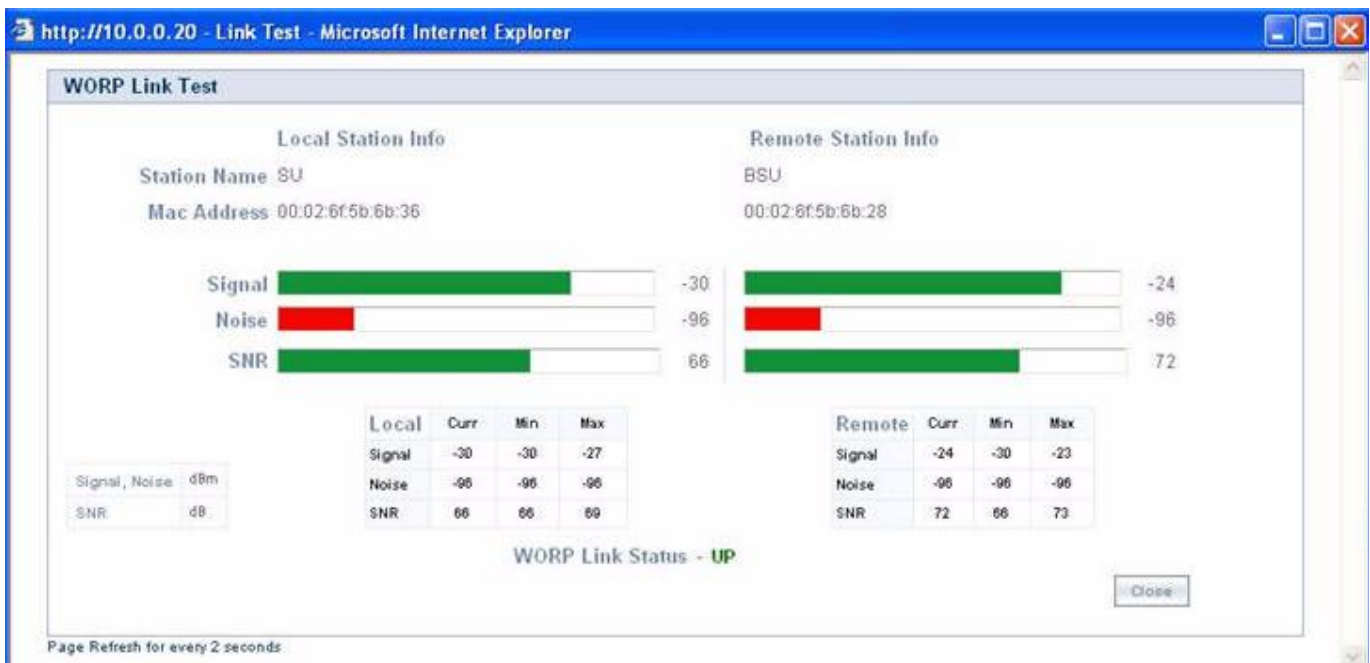 http://10.0.0.20 - Link Test - Microsoft Internet Explorer
WORP Link Test
Local Station Info Remote Station Info
Station Name SU BSU
Mac Address 00:02:6f:5b:6b:36 00:02:6f:5b:6b:28
Signal -30 -24
Noise -96 -96
SNR 66 72
Local Curr Min Max Remote Curr Min Max
Signal -30 -30 -27 Signal -24 -30 -23
Signal, Noise dBm Noise -96 -96 -96 Noise -96 -96 -96
SNR dB SNR 66 66 69 SNR 72 66 73
WORP Link Status - UP
Close
Page Refresh for every 2 seconds